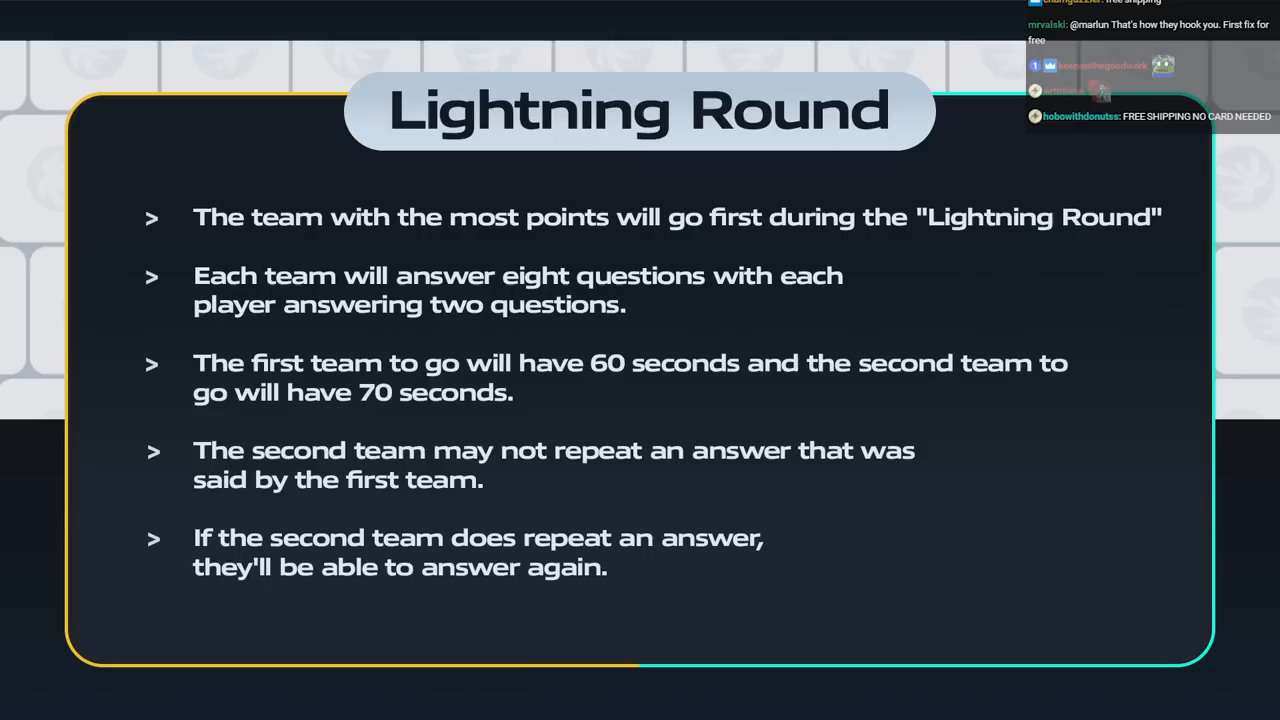 free shipping
mrvalski: @marlun That's how they hook you. First fix for
free
hobowithdonutss: FREE SHIPPING NO CARD NEEDED
Lightning Round
> The team with the most points will go first during the "Lightning Round"
> Each team will answer eight questions with each
player answering two questions.
> The first team to go will have 60 seconds and the second team to
go will have 70 seconds.
> The second team may not repeat an answer that was
said by the first team.
> If the second team does repeat an answer,
they'll be able to answer again.